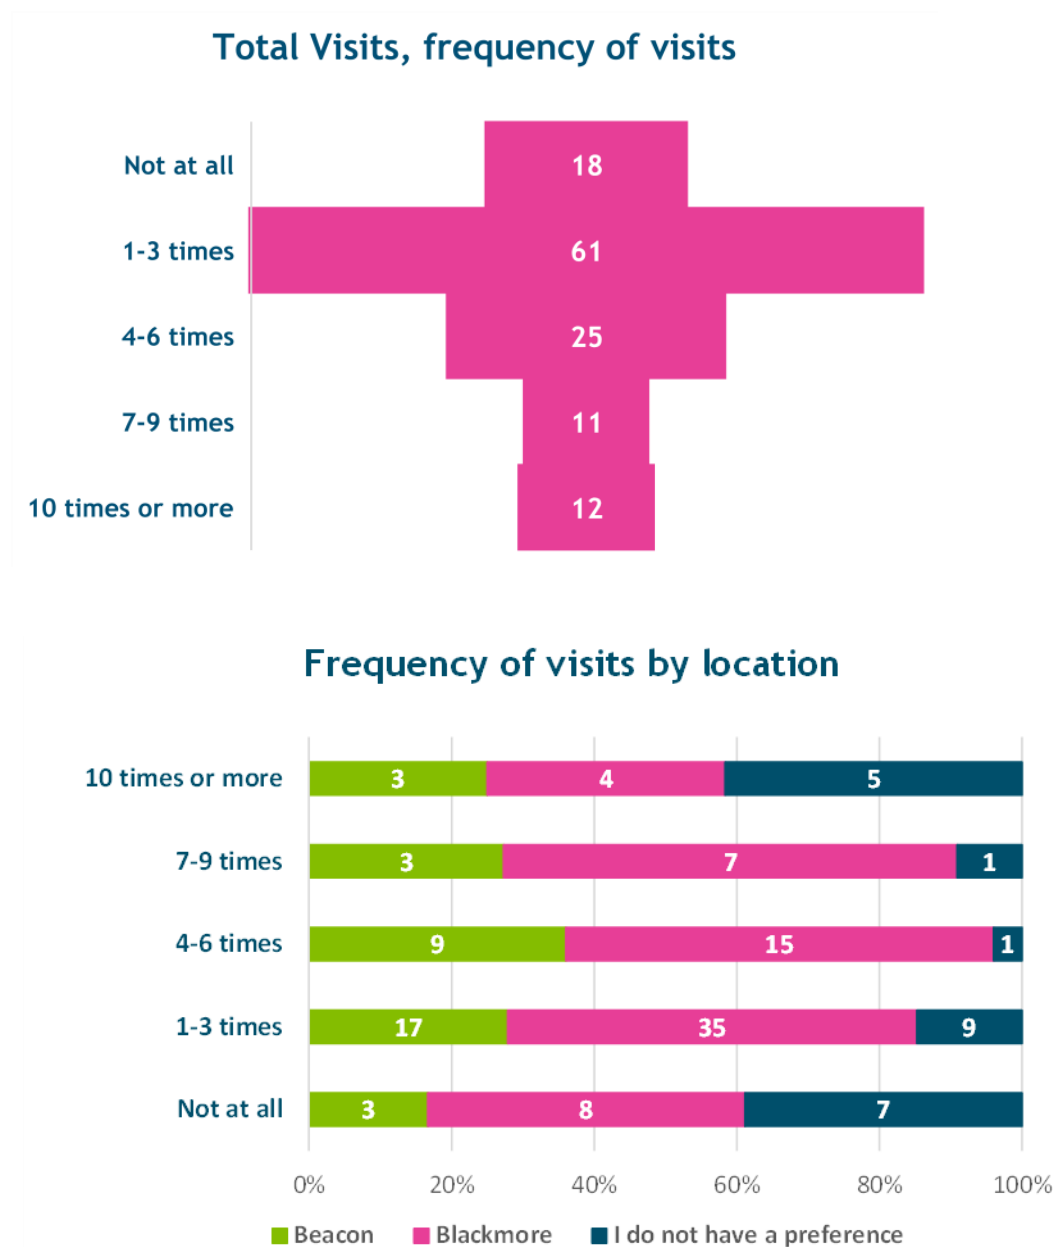 Total Visits, frequency of visits
Not at all 18
1-3 times 61
4-6 times 25
7-9 times 11
10 times or more 12
Frequency of visits by location
10 times or more 3 4 5
7-9 times 3 7 1
4-6 times 9 15 1
1-3 times 17 35 9
Not at all 3 8 7
0% 20% 40% 60% 80% 100%
Beacon Blackmore I do not have a preference